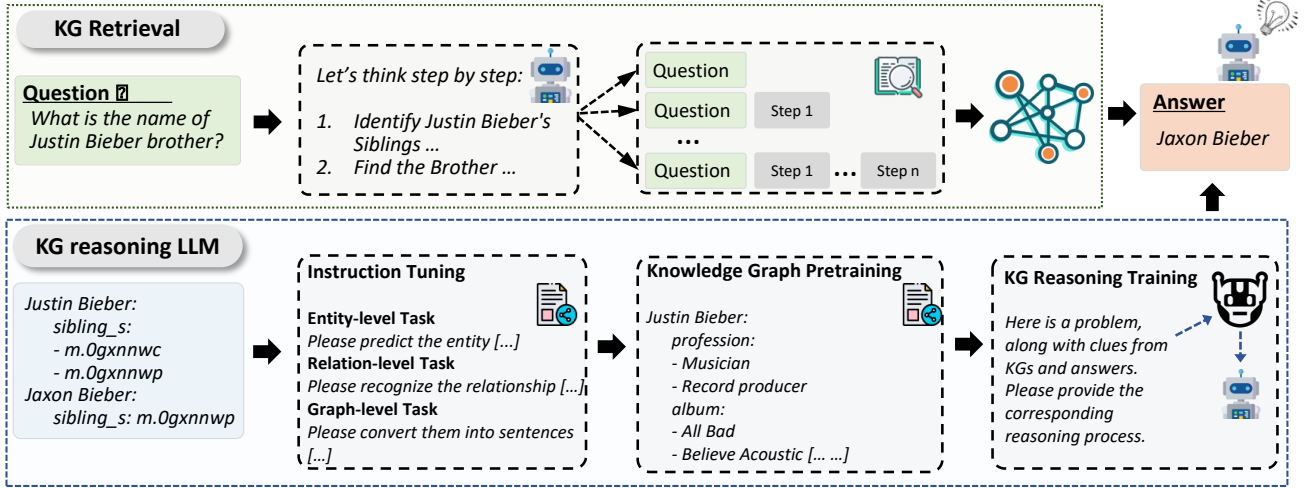 KG Retrieval
Question
What is the name of
Justin Bieber brother?
Let's think step by step:
1. Identify Justin Bieber's
Siblings ...
2. Find the Brother ...
Question
Question Step 1
...
Question Step 1 ... Step n
Answer
Jaxon Bieber
KG reasoning LLM
Justin Bieber:
sibling_s:
- m.0gxnnwc
- m.0gxnnwp
Jaxon Bieber:
sibling_s: m.0gxnnwp
Instruction Tuning
Entity-level Task
Please predict the entity [...]
Relation-level Task
Please recognize the relationship [...]
Graph-level Task
Please convert them into sentences
[...]
Knowledge Graph Pretraining
Justin Bieber:
profession:
- Musician
- Record producer
album:
- All Bad
- Believe Acoustic [... ...]
KG Reasoning Training
Here is a problem,
along with clues from
KGs and answers.
Please provide the
corresponding
reasoning process.